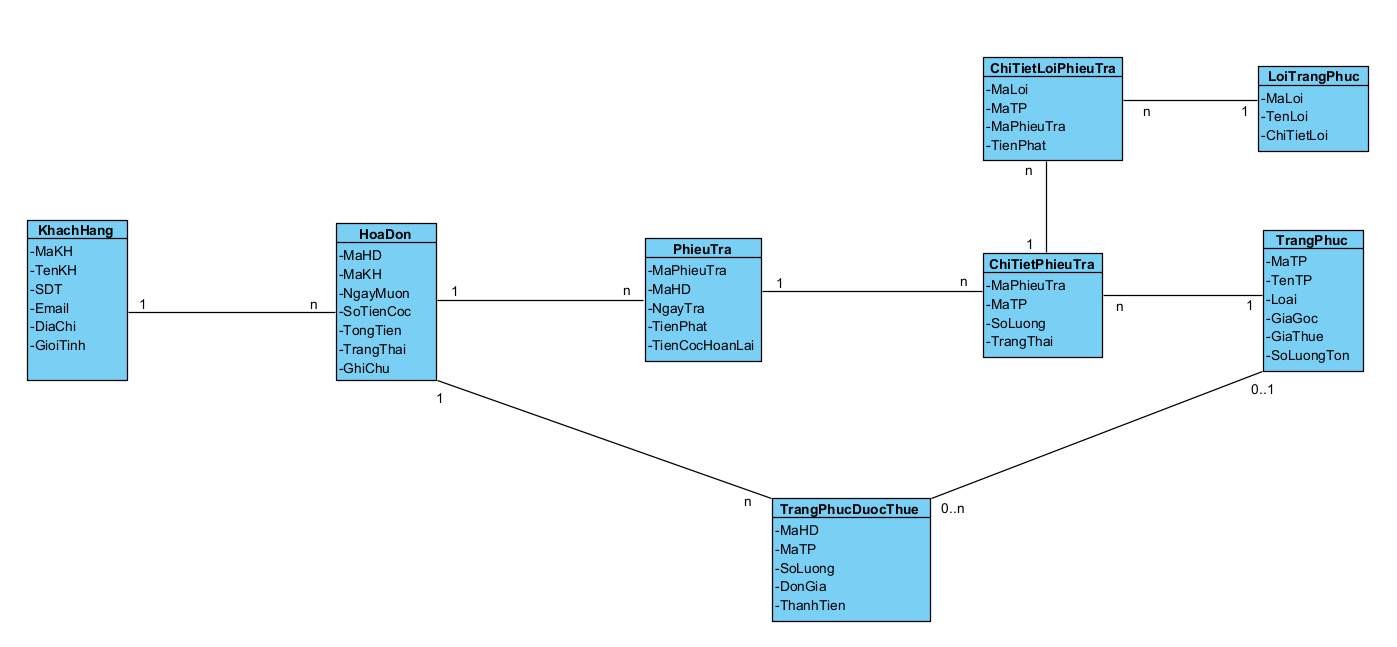 ChiTietLoiPhieuTra
-MaLoi
-MaTP
-MaPhieuTra
-TienPhat
n
1
LoiTrangPhuc
-MaLoi
-TenLoi
-ChiTietLoi
n
1
KhachHang
-MaKH
-TenKH
-SDT
-Email
-DiaChi
-GioiTinh
1
n
HoaDon
-MaHD
-MaKH
-NgayMuon
-SoTienCoc
-TongTien
-TrangThai
-GhiChu
1
n
PhieuTra
-MaPhieuTra
-MaHD
-NgayTra
-TienPhat
-TienCocHoanLai
1
n
ChiTietPhieuTra
-MaPhieuTra
-MaTP
-SoLuong
-TrangThai
n
1
TrangPhuc
-MaTP
-TenTP
-Loai
-GiaGoc
-GiaThue
-SoLuongTon
1
n
0..1
0..n
TrangPhucDuocThue
-MaHD
-MaTP
-SoLuong
-DonGia
-ThanhTien